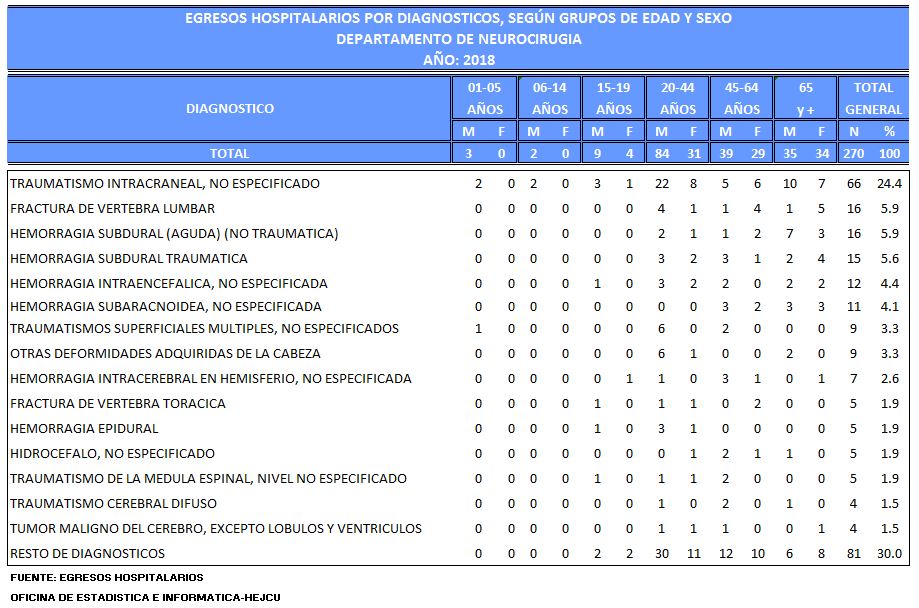 EGRESOS HOSPITALARIOS POR DIAGNOSTICOS, SEGÚN GRUPOS DE EDAD Y SEXO
DEPARTAMENTO DE NEUROCIRUGIA
AÑO: 2018
DIAGNOSTICO 01-05 AÑOS 06-14 AÑOS 15-19 AÑOS 20-44 AÑOS 45-64 AÑOS 65 y + TOTAL GENERAL
M F M F M F M F M F M F N %
TOTAL 3 0 2 0 9 4 84 31 39 29 35 34 270 100
TRAUMATISMO INTRACRANEAL, NO ESPECIFICADO 2 0 2 0 3 1 22 8 5 6 10 7 66 24.4
FRACTURA DE VERTEBRA LUMBAR 0 0 0 0 0 0 4 1 1 4 1 5 16 5.9
HEMORRAGIA SUBDURAL (AGUDA) (NO TRAUMATICA) 0 0 0 0 0 0 2 1 1 2 7 3 16 5.9
HEMORRAGIA SUBDURAL TRAUMATICA 0 0 0 0 0 0 3 2 3 1 2 4 15 5.6
HEMORRAGIA INTRAENCEFALICA, NO ESPECIFICADA 0 0 0 0 1 0 3 2 2 0 2 2 12 4.4
HEMORRAGIA SUBARACNOIDEA, NO ESPECIFICADA 0 0 0 0 0 0 0 0 3 2 3 3 11 4.1
TRAUMATISMOS SUPERFICIALES MULTIPLES, NO ESPECIFICADOS 1 0 0 0 0 0 6 0 2 0 0 0 9 3.3
OTRAS DEFORMIDADES ADQUIRIDAS DE LA CABEZA 0 0 0 0 0 0 6 1 0 0 2 0 9 3.3
HEMORRAGIA INTRACEREBRAL EN HEMISFERIO, NO ESPECIFICADA 0 0 0 0 0 1 1 0 3 1 0 1 7 2.6
FRACTURA DE VERTEBRA TORACICA 0 0 0 0 1 0 1 1 0 2 0 0 5 1.9
HEMORRAGIA EPIDURAL 0 0 0 0 1 0 3 1 0 0 0 0 5 1.9
HIDROCEFALO, NO ESPECIFICADO 0 0 0 0 0 0 0 1 2 1 1 0 5 1.9
TRAUMATISMO DE LA MEDULA ESPINAL, NIVEL NO ESPECIFICADO 0 0 0 0 1 0 1 1 2 0 0 0 5 1.9
TRAUMATISMO CEREBRAL DIFUSO 0 0 0 0 0 0 1 0 2 0 1 0 4 1.5
TUMOR MALIGNO DEL CEREBRO, EXCEPTO LOBULOS Y VENTRICULOS 0 0 0 0 0 0 1 1 1 0 0 1 4 1.5
RESTO DE DIAGNOSTICOS 0 0 0 0 2 2 30 11 12 10 6 8 81 30.0
FUENTE: EGRESOS HOSPITALARIOS
OFICINA DE ESTADISTICA E INFORMATICA-HEJCU